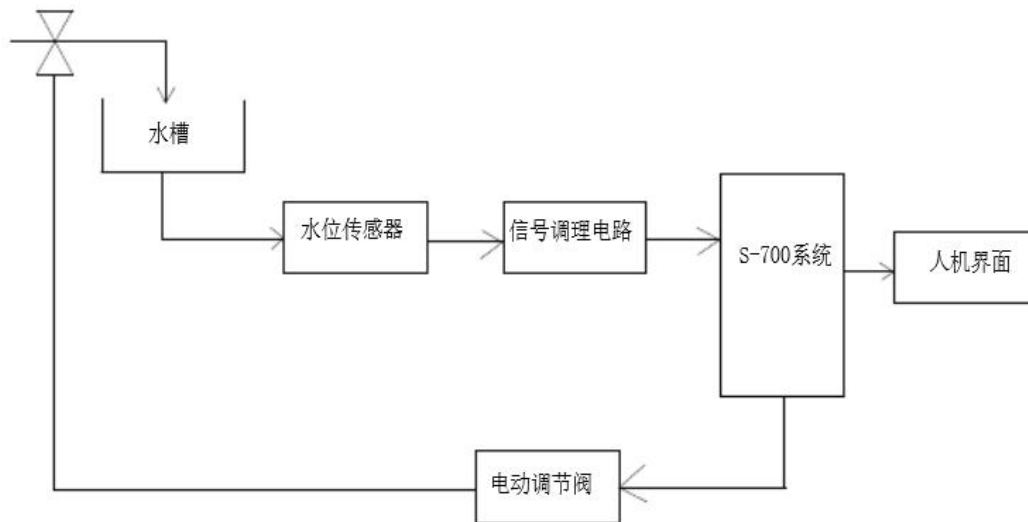 水槽
水位传感器
信号调理电路
S-700系统
人机界面
电动调节阀